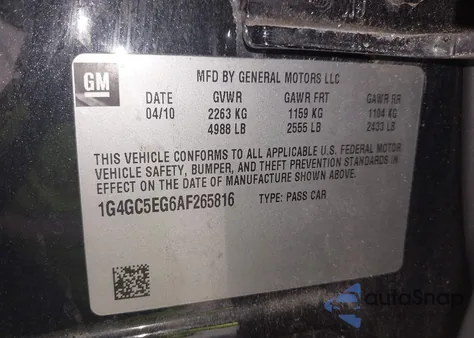 GM
MFD BY GENERAL MOTORS LLC
DATE GVWR GAWR FRT GAWR RR
04/10 2263 KG 1159 KG 1104 KG
4988 LB 2555 LB 2433 LB
THIS VEHICLE CONFORMS TO ALL APPLICABLE U.S. FEDERAL MOTOR
VEHICLE SAFETY, BUMPER, AND THEFT PREVENTION STANDARDS IN
EFFECT ON THE DATE OF MANUFACTURE SHOWN ABOVE.
1G4GC5EG6AF265816 TYPE: PASS CAR
autoSnap